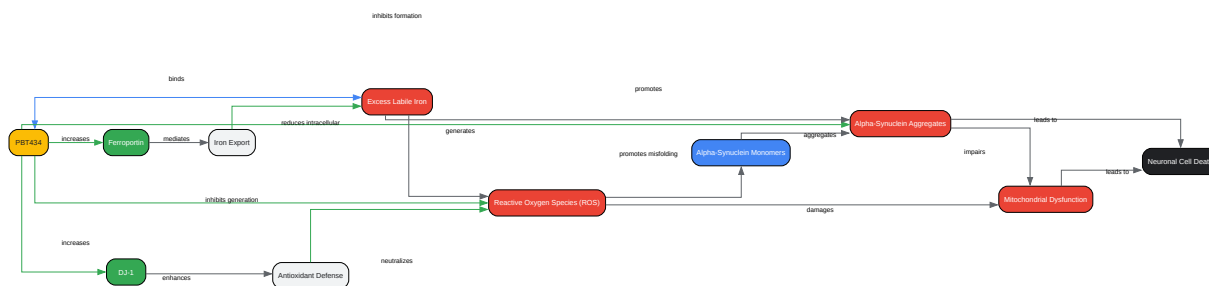 inhibits formation
binds
promotes
Excess Labile Iron
reduces intracellular
generates
Alpha-Synuclein Aggregates
leads to
PBT434
increases
Ferroportin
mediates
Iron Export
aggregates
promotes misfolding
Alpha-Synuclein Monomers
impairs
Neuronal Cell Deat
leads to
inhibits generation
Reactive Oxygen Species (ROS)
damages
Mitochondrial Dysfunction
increases
neutralizes
DJ-1
enhances
Antioxidant Defense